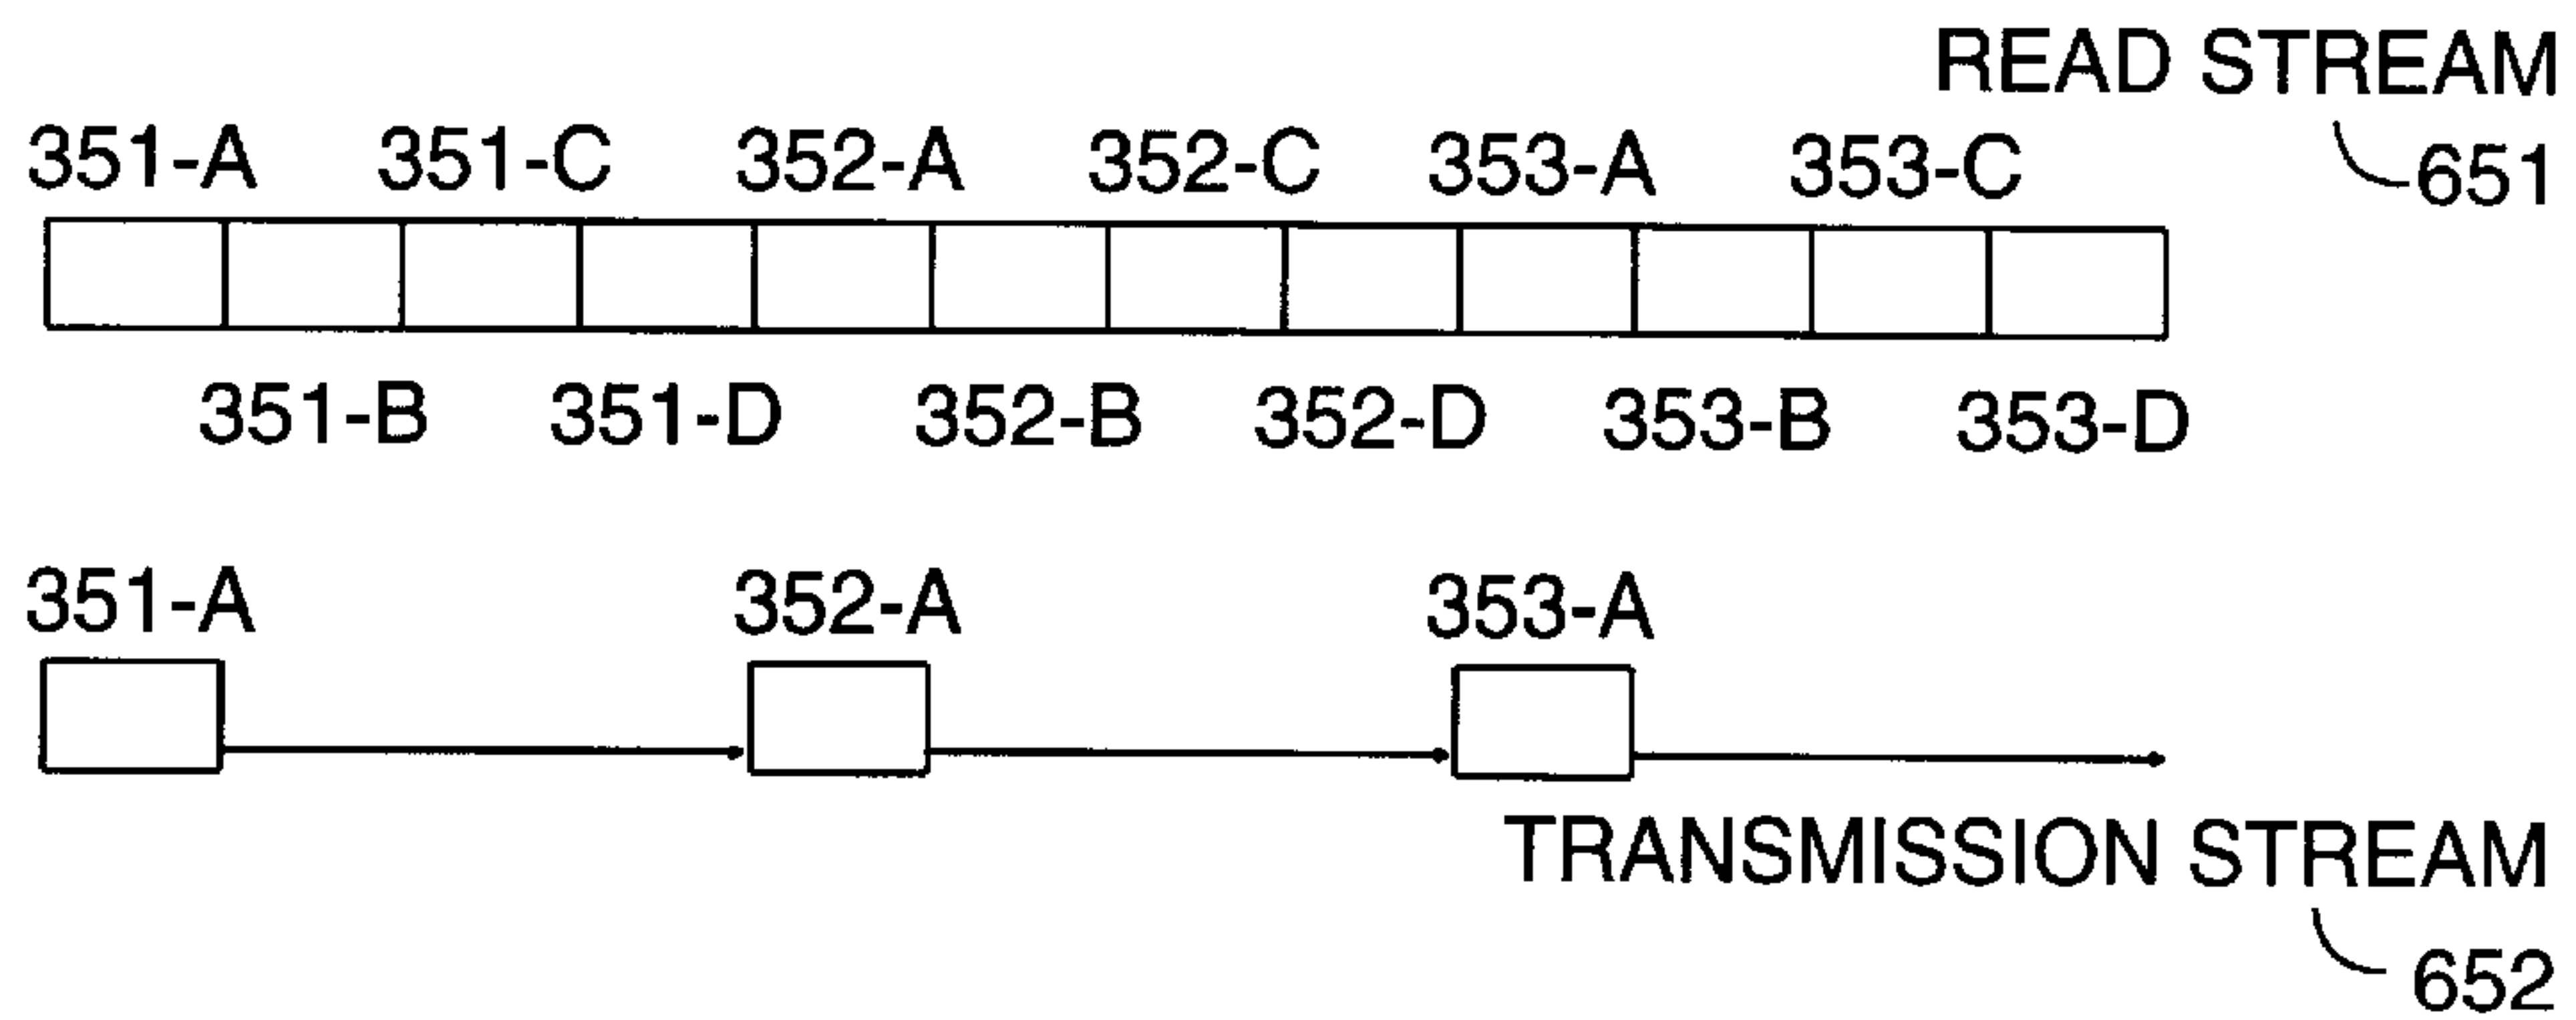 READ STREAM
651
351-A 351-C 352-A 352-C 353-A 353-C
351-B 351-D 352-B 352-D 353-B 353-D
351-A 352-A 353-A
TRANSMISSION STREAM
652